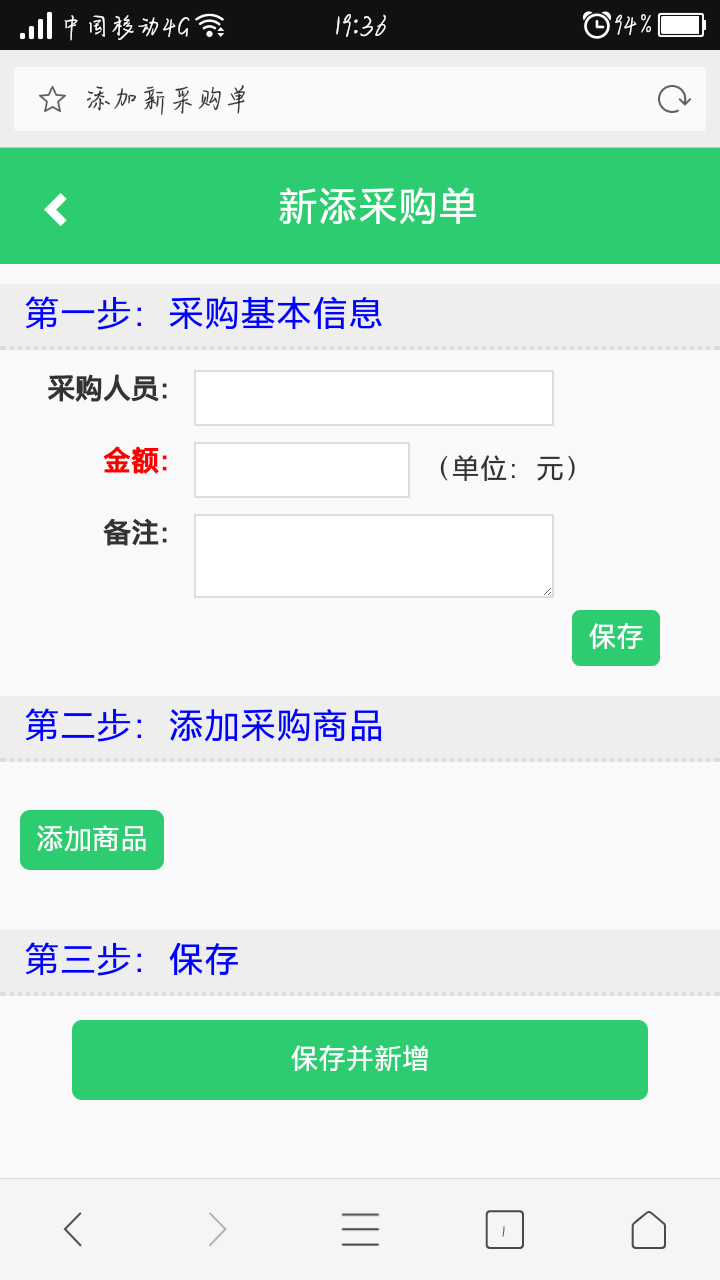 中国移动4G 19:36 94%
添加新采购单
新添采购单
第一步：采购基本信息
采购人员：
金额： （单位：元）
备注：
保存
第二步：添加采购商品
添加商品
第三步：保存
保存并新增
1